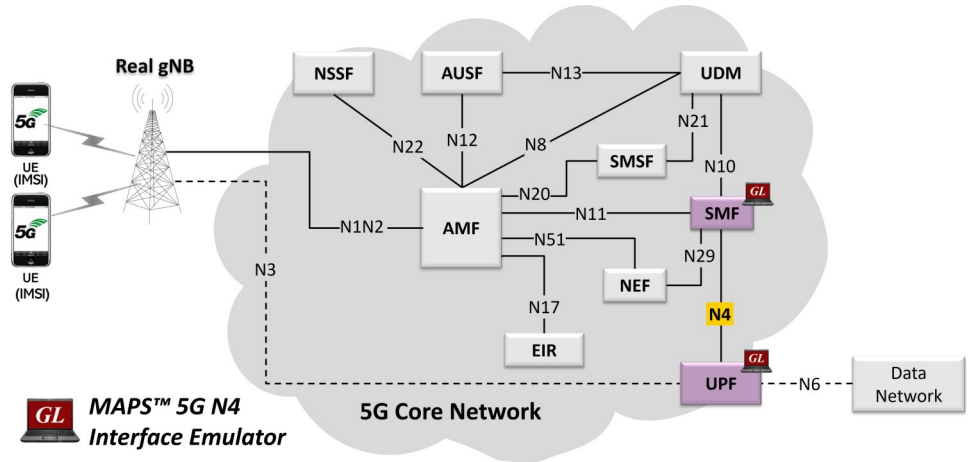 Real gNB
5G
UE
(IMSI)
5G
UE
(IMSI)
NSSF
AUSF
N13
UDM
N22
N12
N8
N21
SMSF
N10
N20
GL
AMF
N11
SMF
N1N2
N51
N29
N3
NEF
N17
N4
EIR
GL
UPF
N6
Data
Network
5G Core Network
GL
MAPS™ 5G N4
Interface Emulator